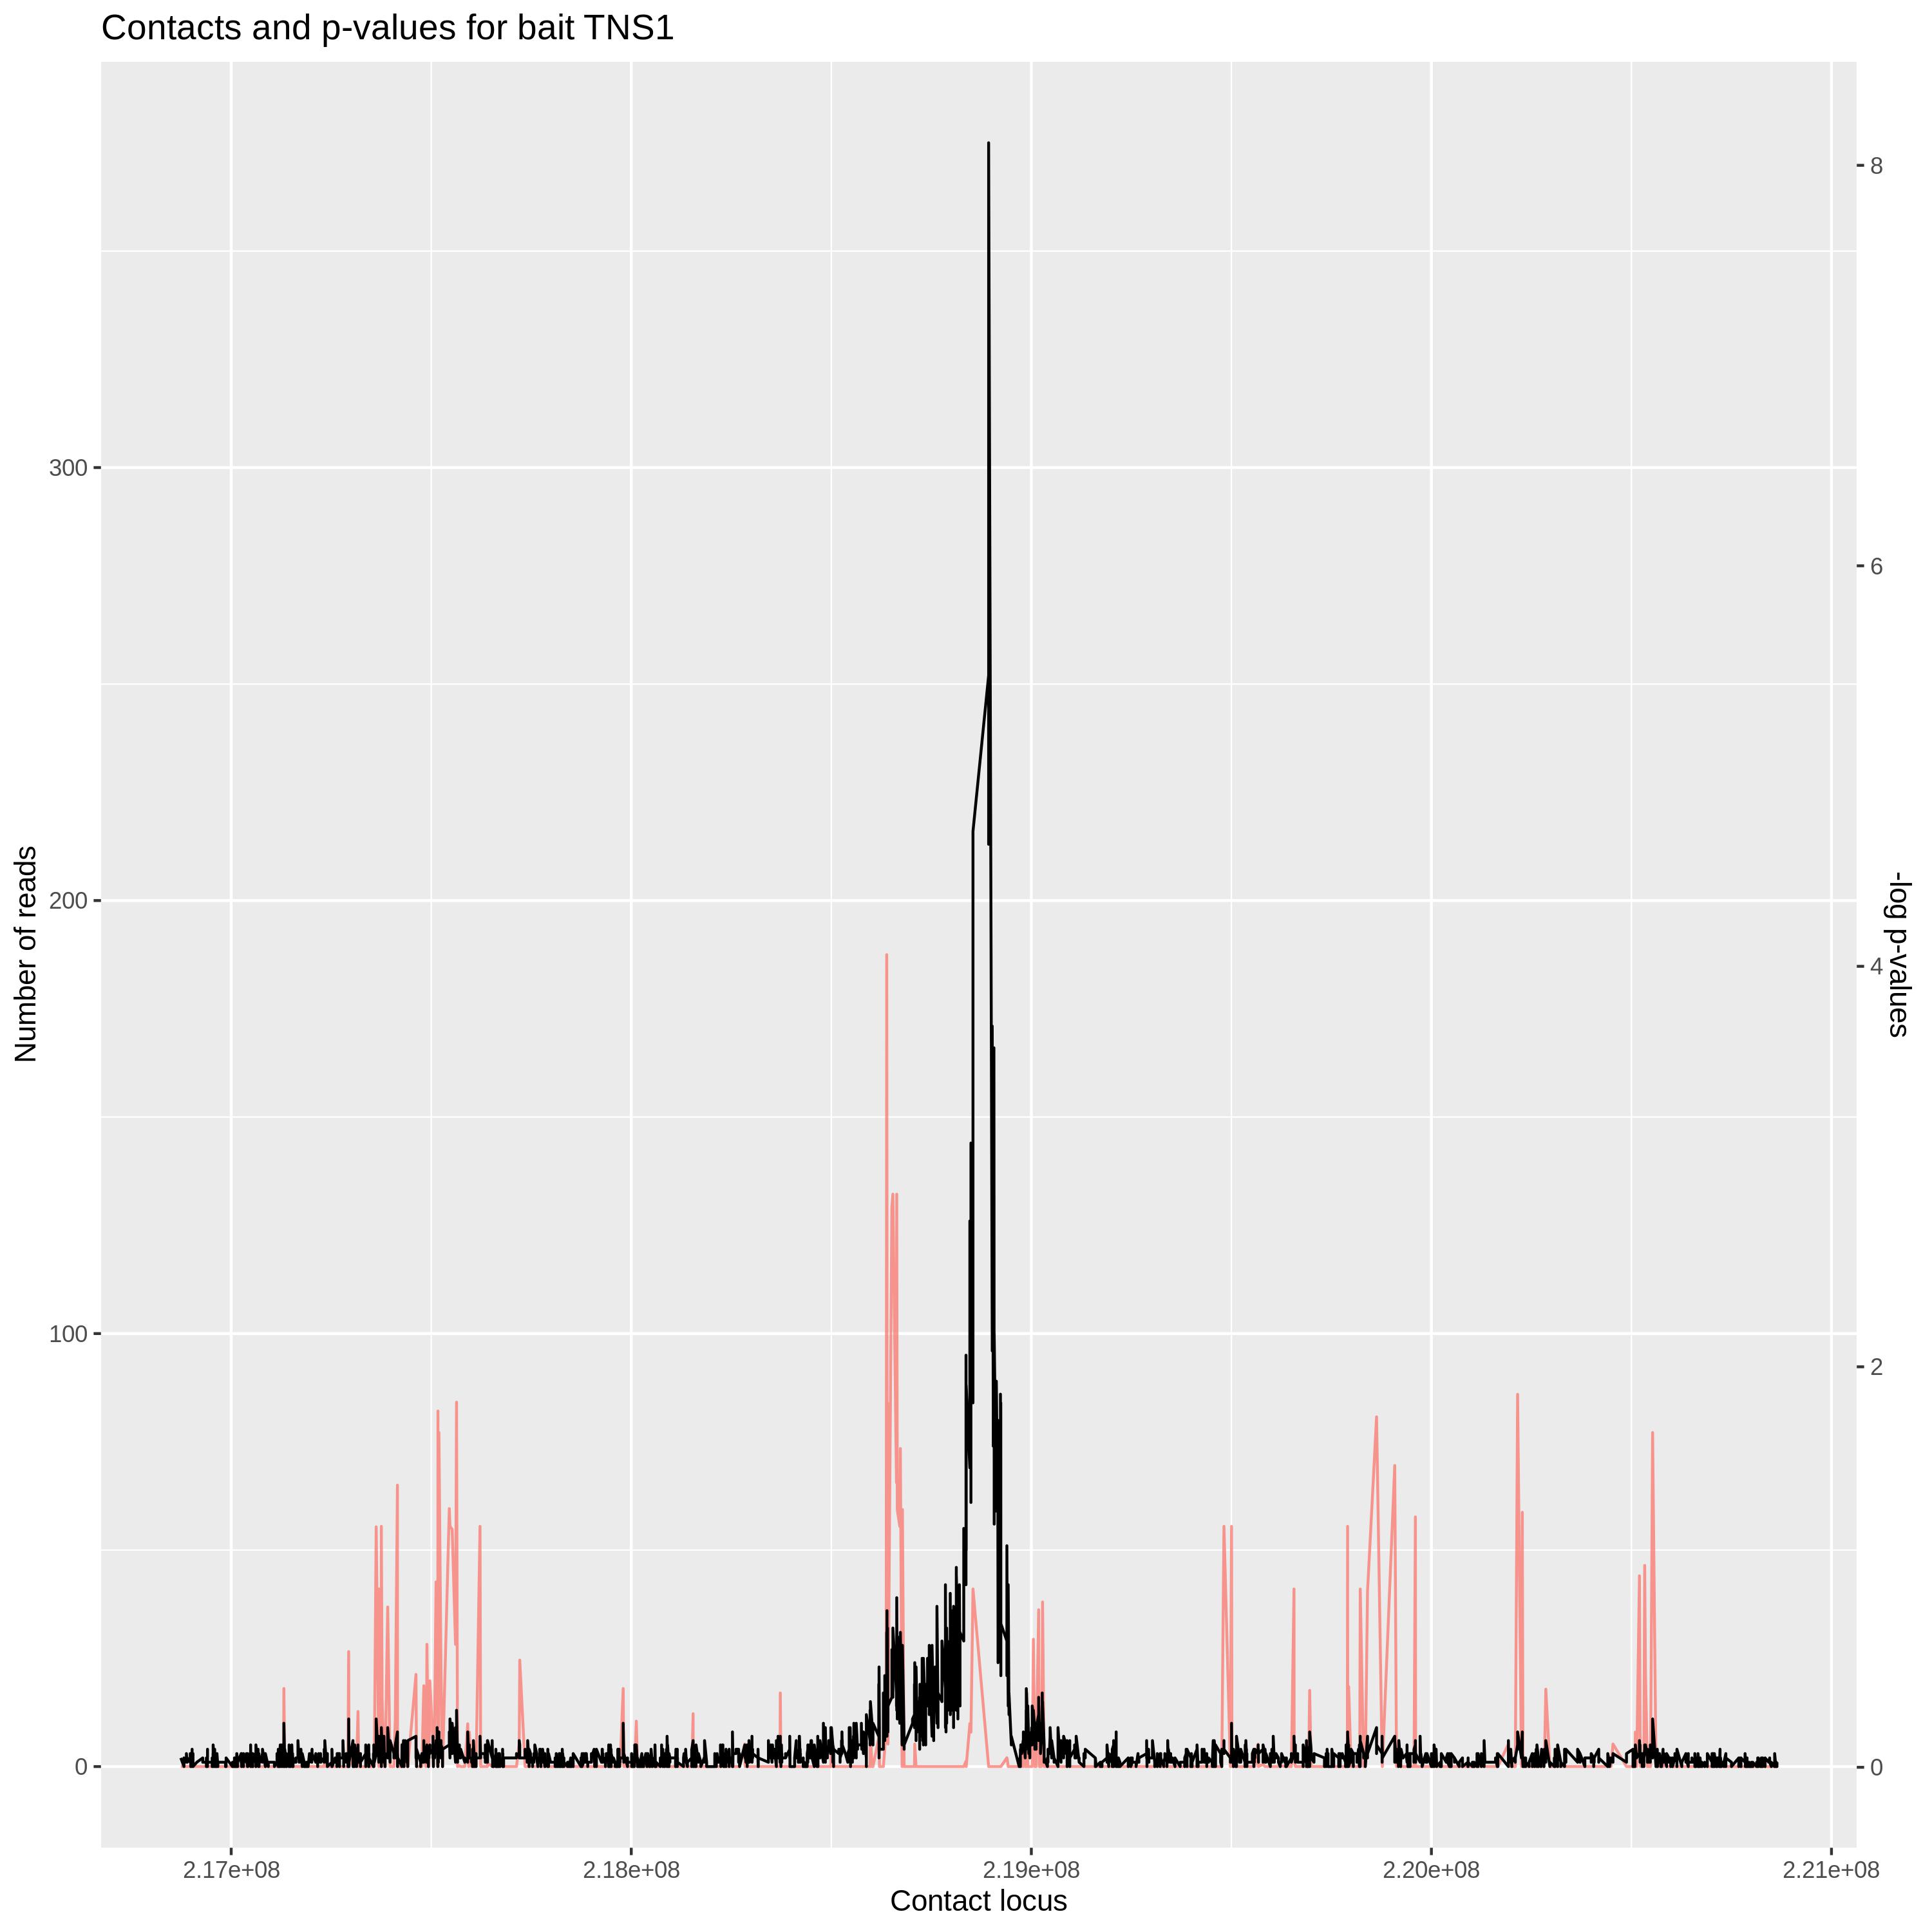 Contacts and p-values for bait TNS1
Number of reads
300
200
100
0
8
6
4
2
0
-log p-values
2.17e+08
2.18e+08
2.19e+08
2.20e+08
2.21e+08
Contact locus